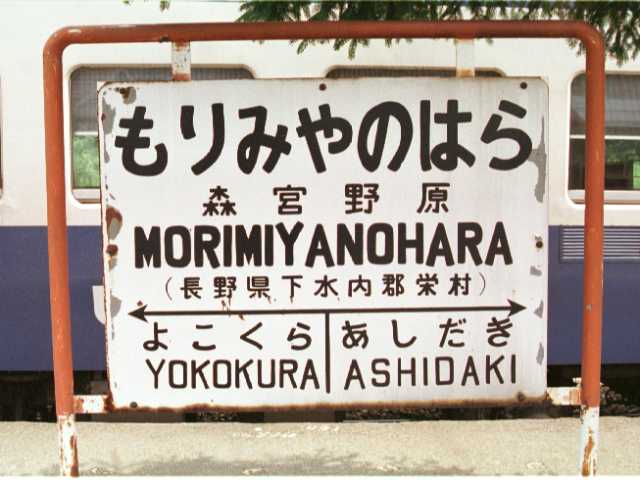 もりみやのはら
森宮野原
MORIMIYANOHARA
(長野県下水内郡栄村)
よこくら あしだき
YOKOKURA ASHIDAKI